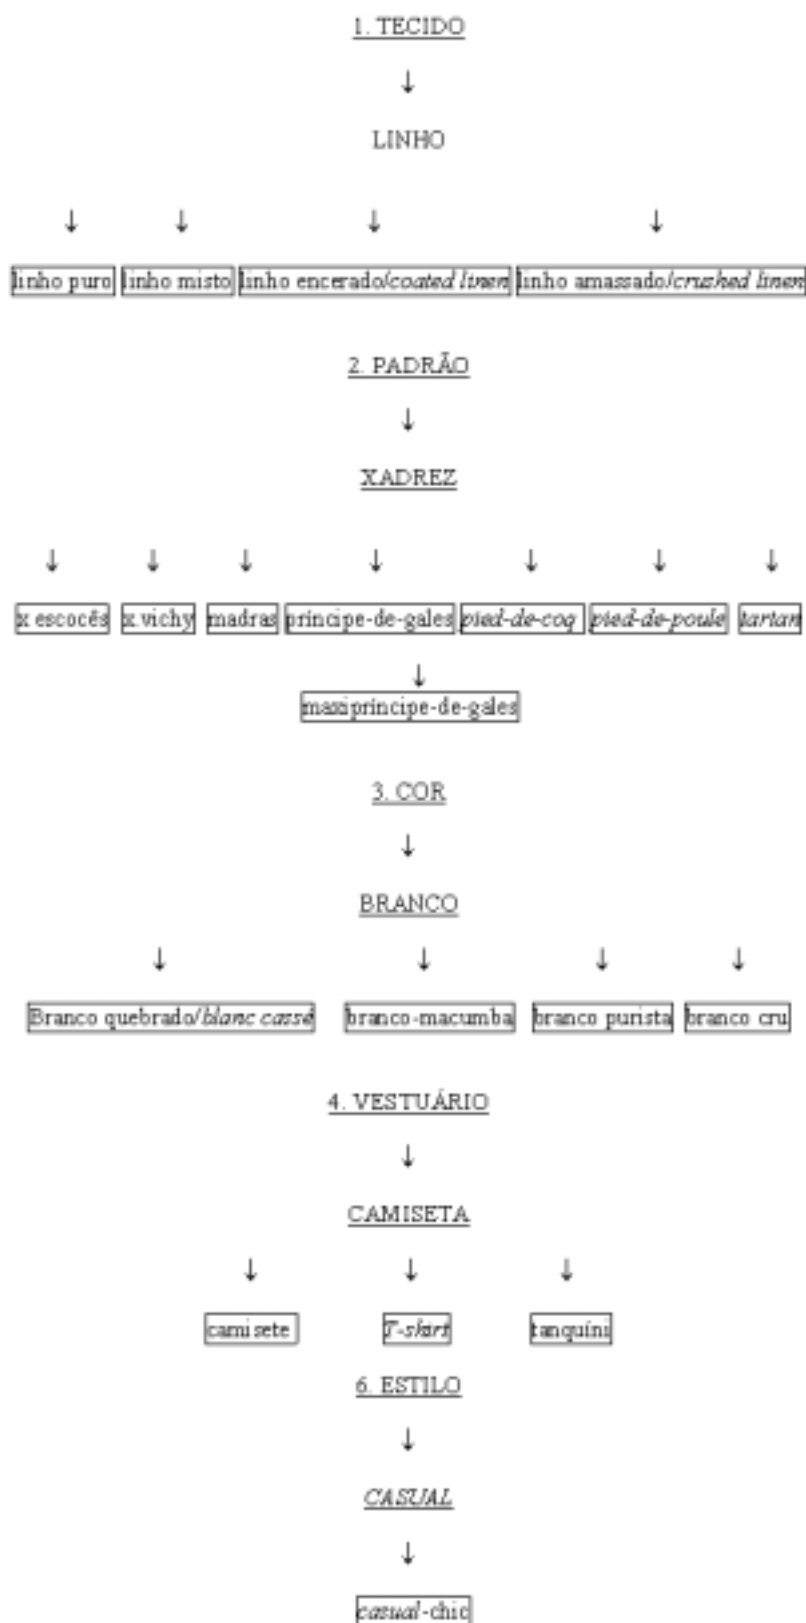 1. TECIDO
↓
LINHO
↓ ↓ ↓ ↓
linho puro linho misto linho encerado/coated linen linho amassado/crushed linen
2. PADRÃO
↓
XADREZ
↓ ↓ ↓ ↓ ↓ ↓ ↓
x escocês x vichy madras príncipe-de-gales pied-de-coq pied-de-poule tartan
↓
maxipríncipe-de-gales
3. COR
↓
BRANCO
↓ ↓ ↓ ↓
Branco quebrado/blanc cassé branco-macumba branco purista branco cru
4. VESTUÁRIO
↓
CAMISETA
↓ ↓ ↓
camisete T-shirt tanquíni
6. ESTILO
↓
CASUAL
↓
casual-chic